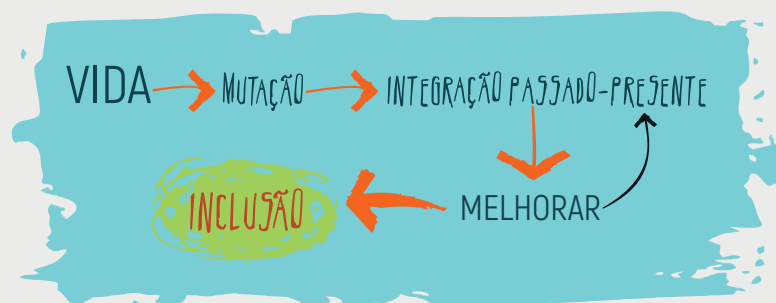 VIDA MUTAÇÃO INTEGRAÇÃO PASSADO-PRESENTE
INCLUSÃO MELHORAR